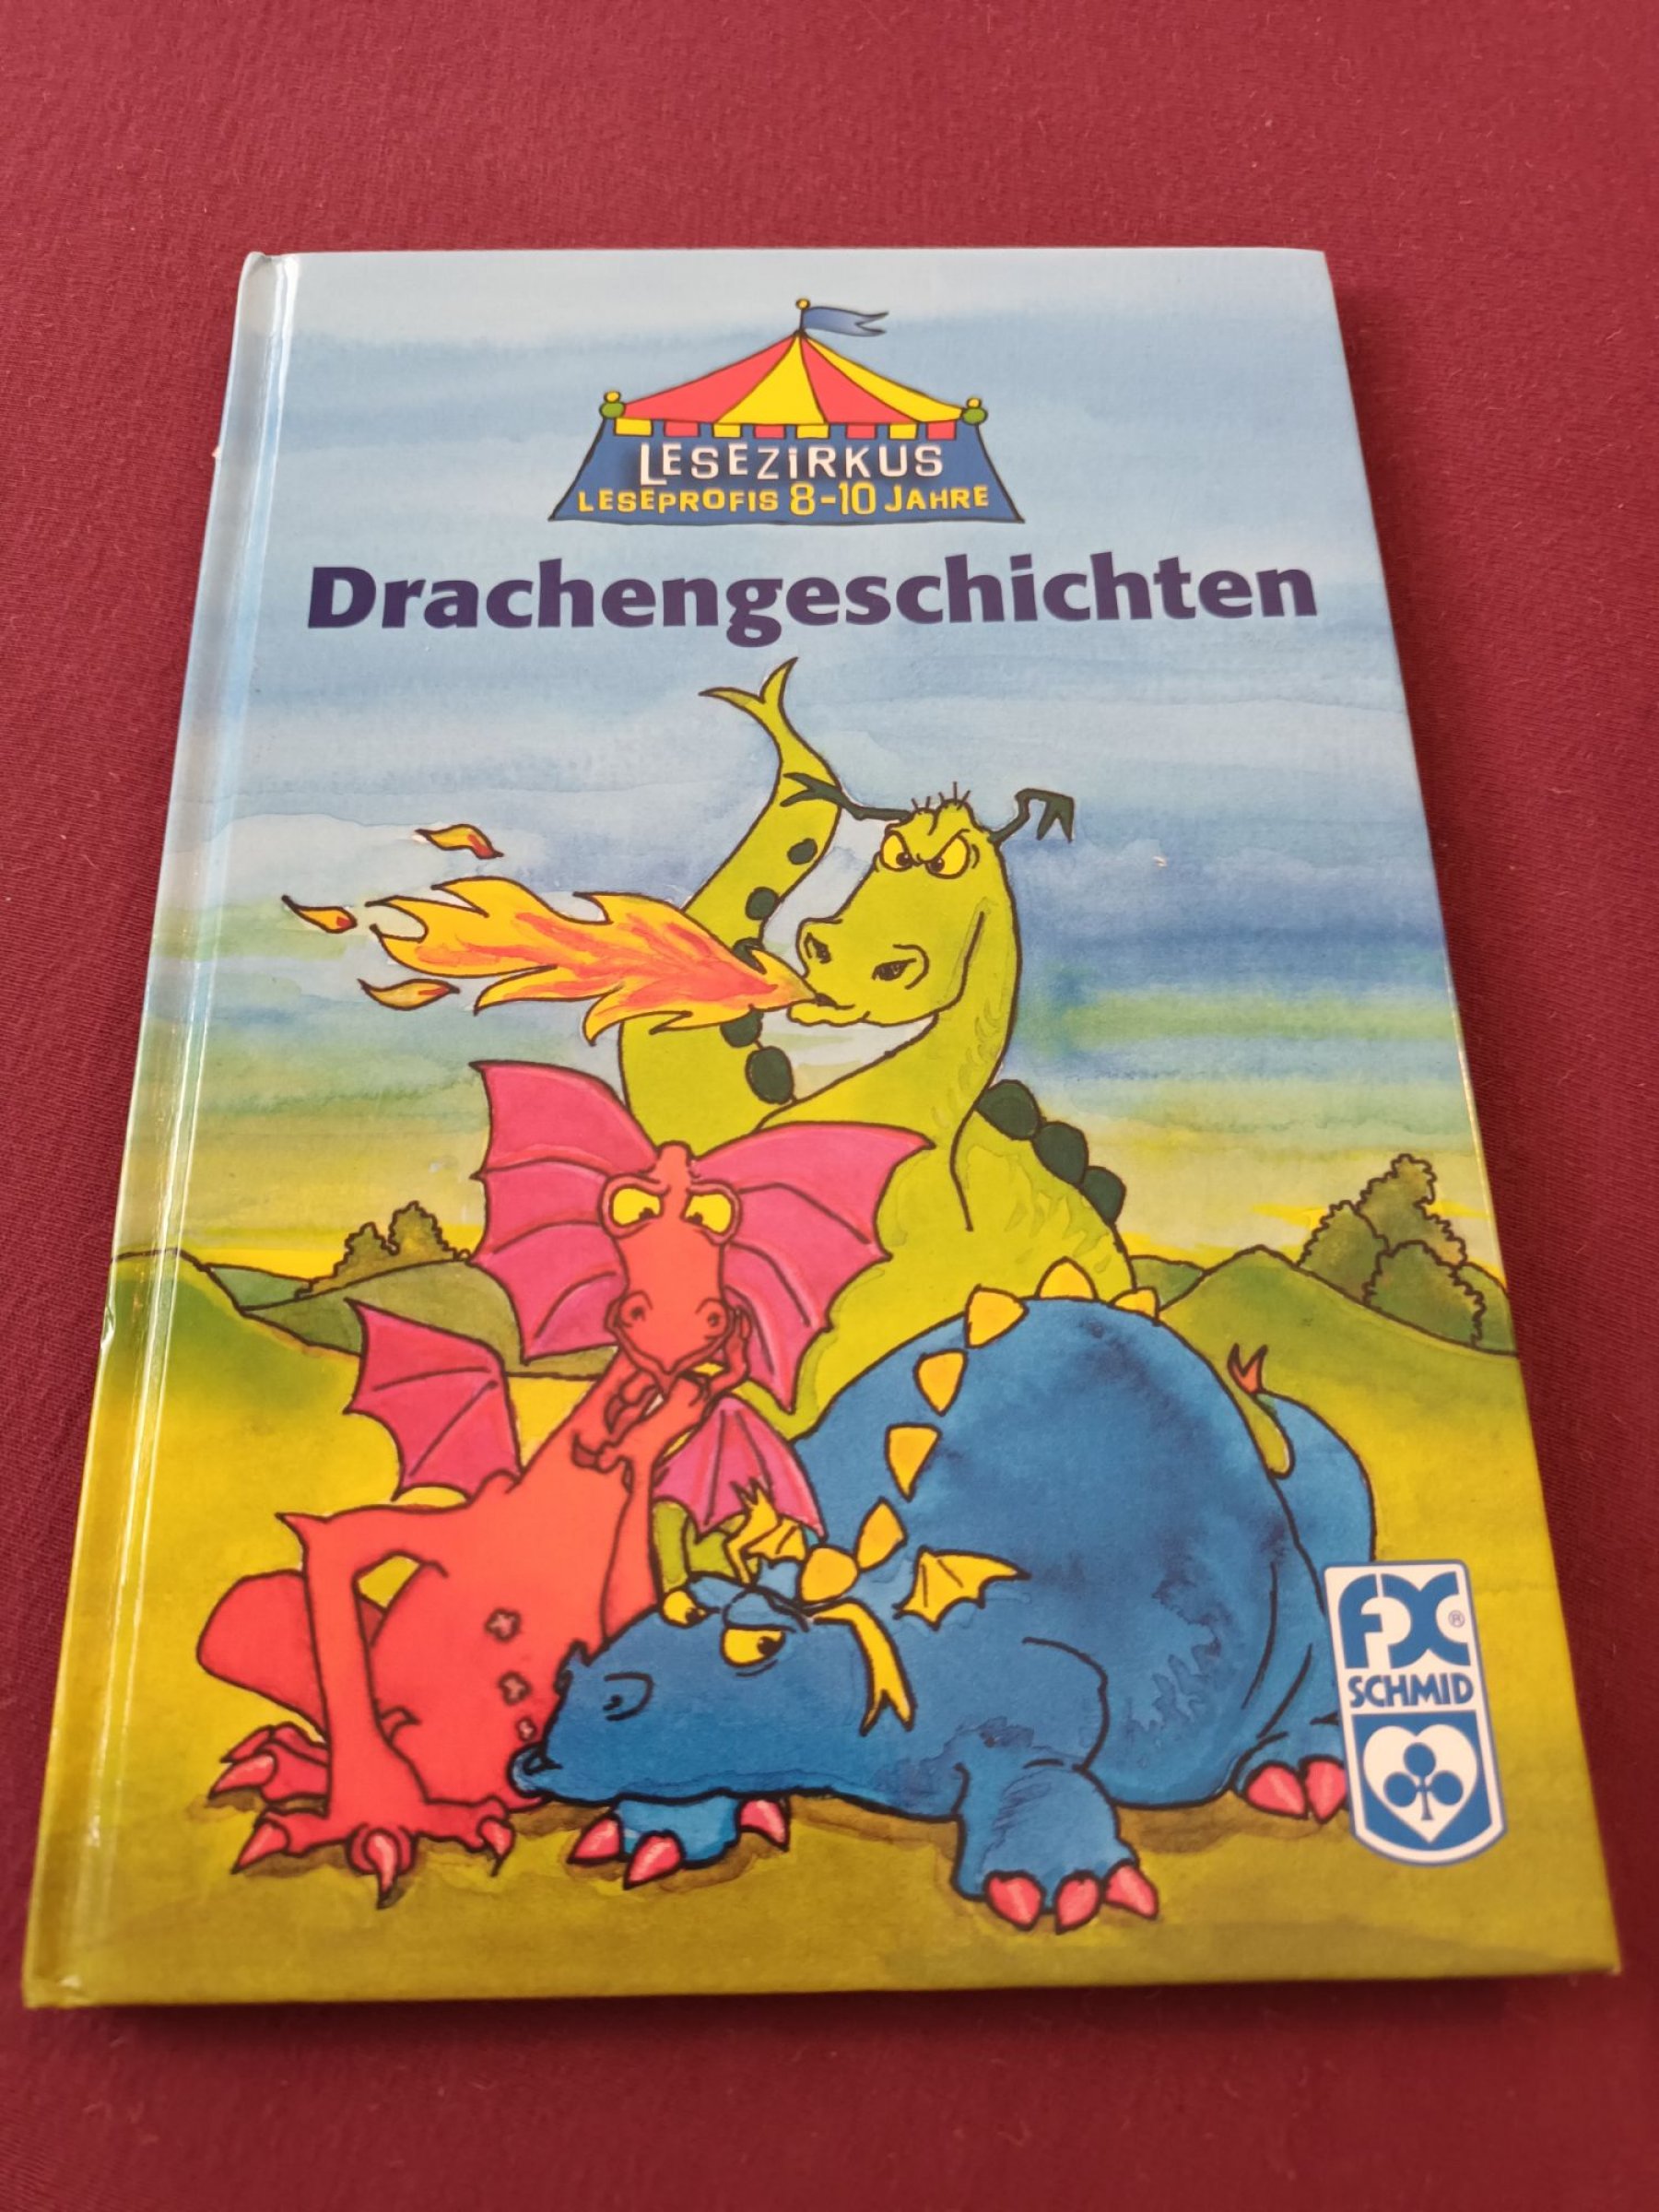 LESEZIRKUS
LESEPROFIS 8-10 JAHRE
Drachengeschichten
FX®
SCHMID